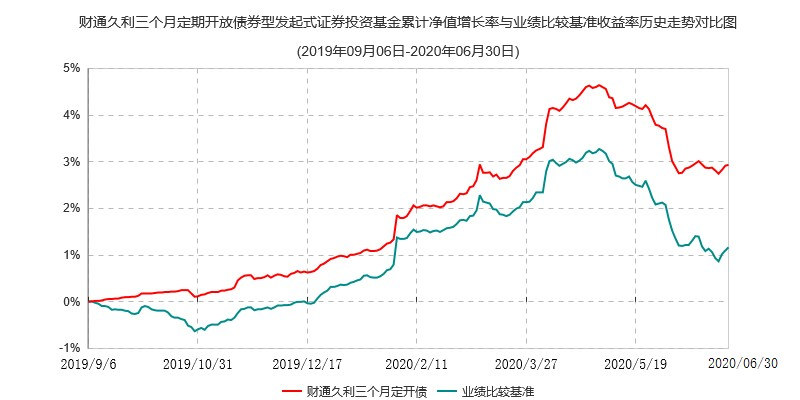 财通久利三个月定期开放债券型发起式证券投资基金累计净值增长率与业绩比较基准收益率历史走势对比图
(2019年09月06日-2020年06月30日)
5%
4%
3%
2%
1%
0%
-1%
2019/9/6 2019/10/31 2019/12/17 2020/2/11 2020/3/27 2020/5/19 2020/06/30
财通久利三个月定开债 业绩比较基准